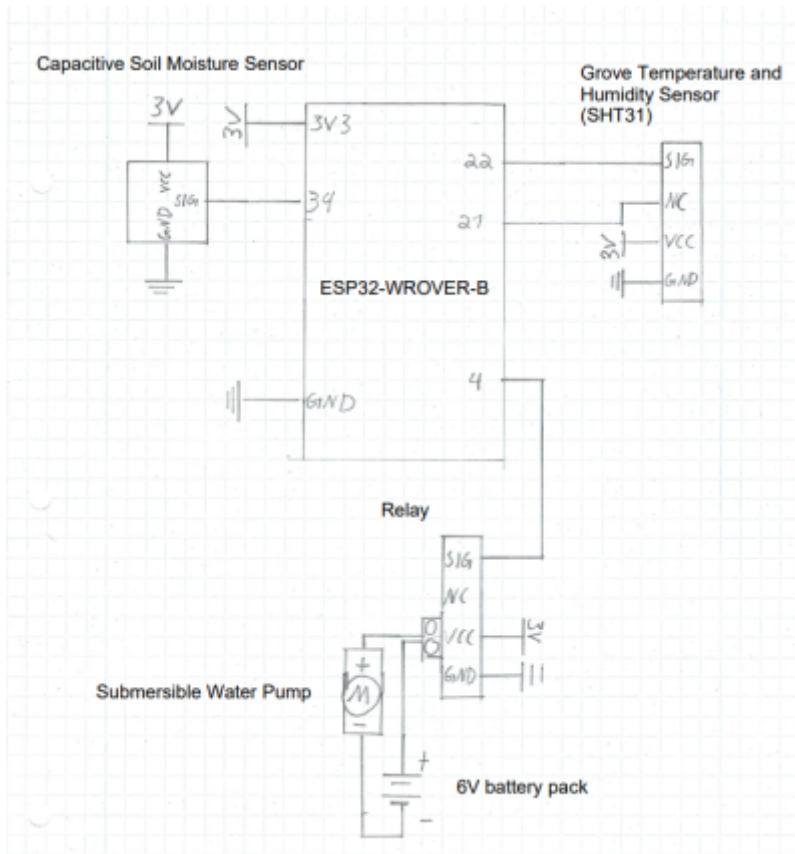 Capacitive Soil Moisture Sensor
Grove Temperature and
Humidity Sensor
(SHT31)
3V
3V
3V3
VCC
SIG
GND
34
22
21
SIG
NC
VCC
GND
3V
ESP32-WROVER-B
4
GND
Relay
SIG
NC
VCC
GND
3V
+
M
-
Submersible Water Pump
+
6V battery pack
-